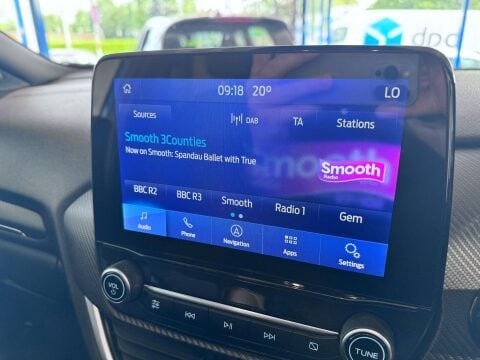 dpd
09:18 20° LO
Sources DAB TA Stations
Smooth 3Counties
Now on Smooth: Spandau Ballet with True
Smooth
Radio
BBC R2 BBC R3 Smooth Radio 1 Gem
Audio Phone Navigation Apps Settings
VOL
TUNE